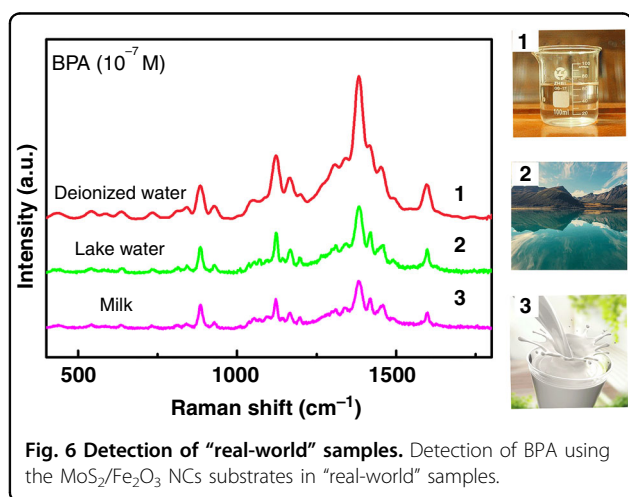 BPA (10⁻⁷ M)
Intensity (a.u.)
Deionized water 1
Lake water 2
Milk 3
500 1000 1500
Raman shift (cm⁻¹)
1
100ml
2
3
Fig. 6 Detection of “real-world” samples. Detection of BPA using
the MoS₂/Fe₂O₃ NCs substrates in “real-world” samples.